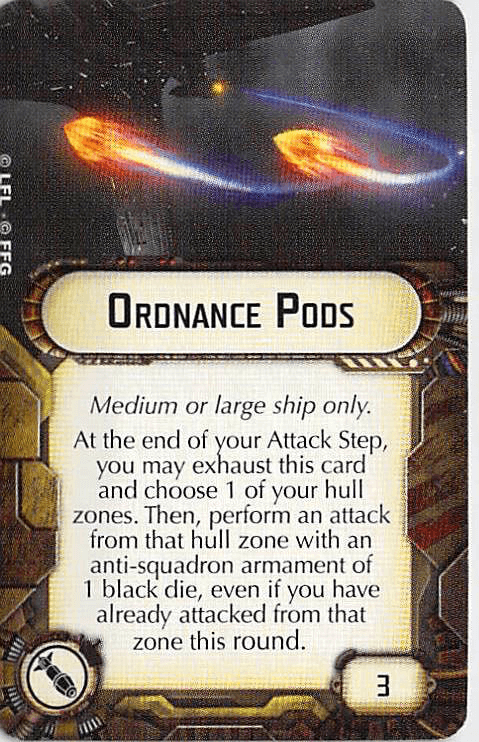 © LFL · © FFG
Ordnance Pods
Medium or large ship only.
At the end of your Attack Step,
you may exhaust this card
and choose 1 of your hull
zones. Then, perform an attack
from that hull zone with an
anti-squadron armament of
1 black die, even if you have
already attacked from that
zone this round.
3